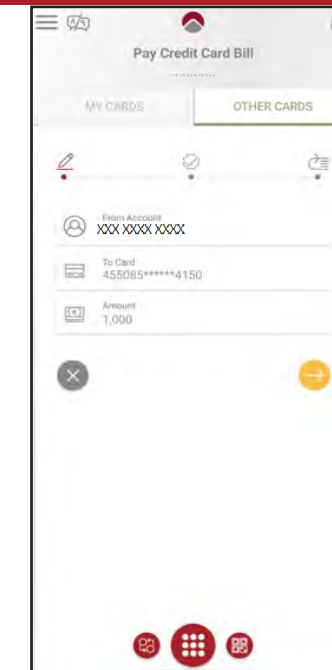 Pay Credit Card Bill
MY CARDS
OTHER CARDS
From Account
XXX XXXX XXXX
To Card
455085******4150
Amount
1,000